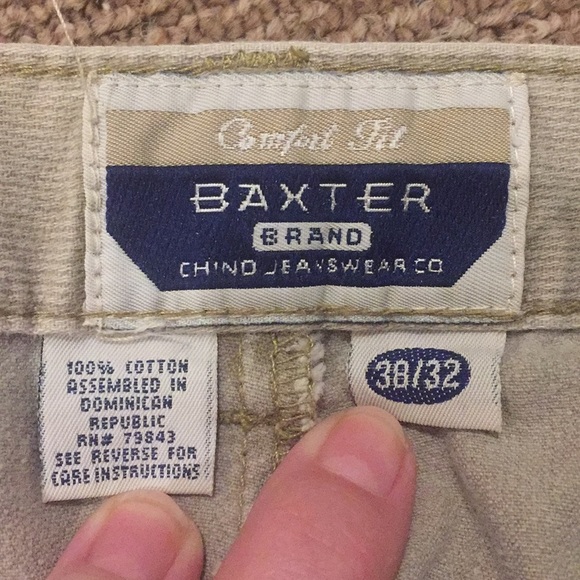 Comfort Fit
BAXTER
BRAND
CHINO JEANSWEAR CO
100% COTTON
ASSEMBLED IN
DOMINICAN
REPUBLIC
RN# 79843
SEE REVERSE FOR
CARE INSTRUCTIONS
38/32